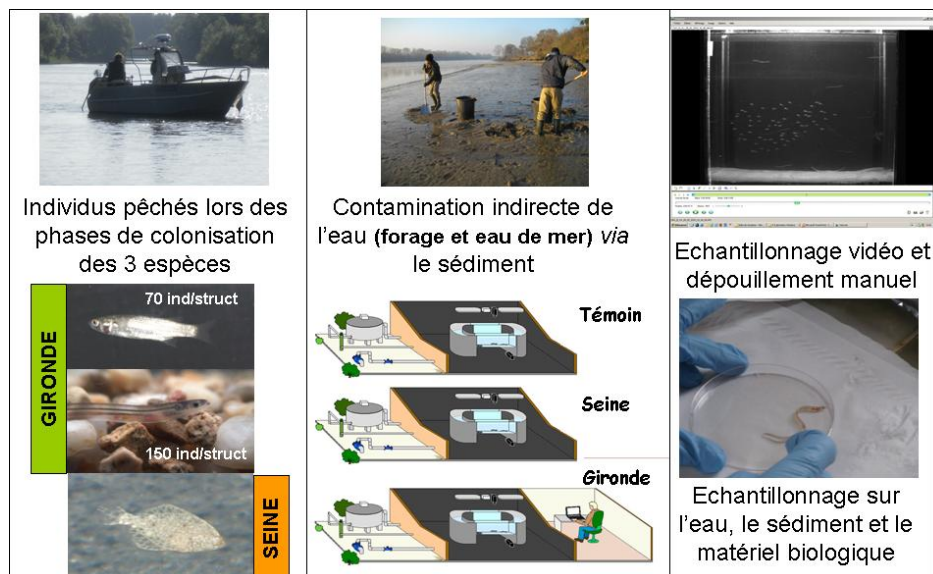 Individus pêchés lors des
phases de colonisation
des 3 espèces
GIRONDE
70 ind/struct
150 ind/struct
SEINE
Contamination indirecte de
l'eau (forage et eau de mer) via
le sédiment
Témoin
Seine
Gironde
Echantillonnage vidéo et
dépouillement manuel
Echantillonnage sur
l'eau, le sédiment et le
matériel biologique